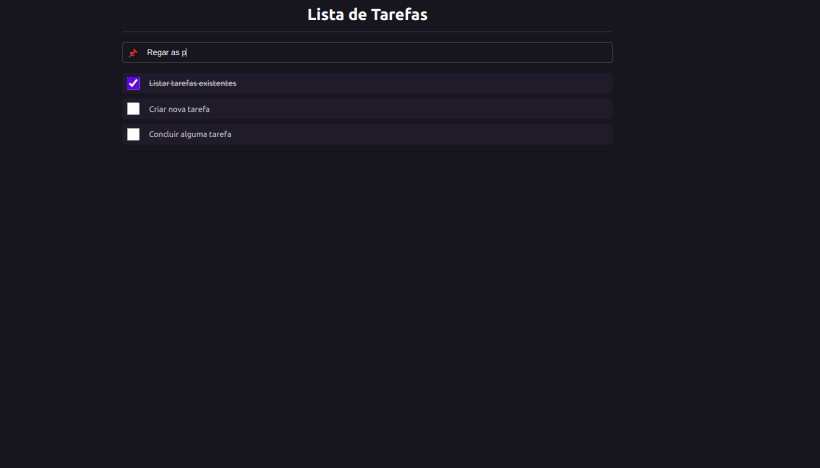 Lista de Tarefas
Regar as p
Listar tarefas existentes
Criar nova tarefa
Concluir alguma tarefa